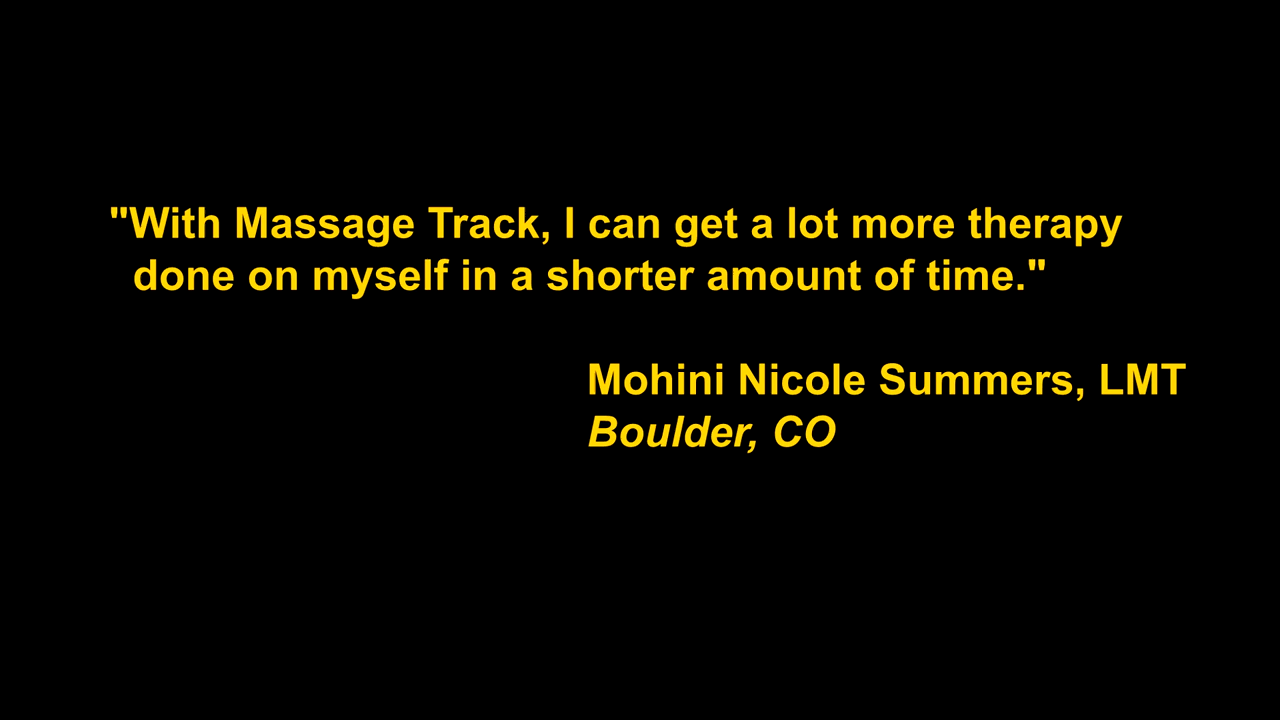 "With Massage Track, I can get a lot more therapy
done on myself in a shorter amount of time."
Mohini Nicole Summers, LMT
Boulder, CO